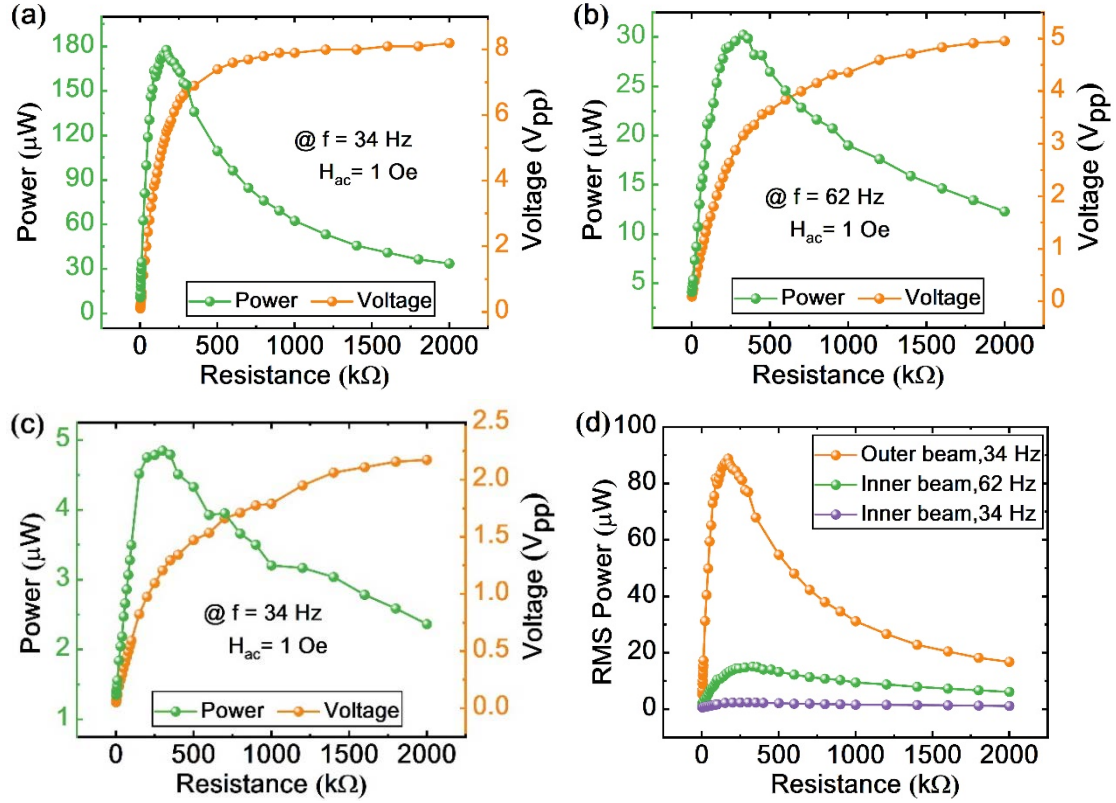 (a)
180
150
120
90
60
30
0
Power (μW)
8
6
4
2
0
Voltage (Vpp)
@ f = 34 Hz
Hac= 1 Oe
Power Voltage
0 500 1000 1500 2000
Resistance (kΩ)
(b)
30
25
20
15
10
5
Power (μW)
5
4
3
2
1
0
Voltage (Vpp)
@ f = 62 Hz
Hac= 1 Oe
Power Voltage
0 500 1000 1500 2000
Resistance (kΩ)
(c)
5
4
3
2
1
Power (μW)
2.5
2.0
1.5
1.0
0.5
0.0
Voltage (Vpp)
@ f = 34 Hz
Hac= 1 Oe
Power Voltage
0 500 1000 1500 2000
Resistance (kΩ)
(d)
100
80
60
40
20
0
RMS Power (μW)
Outer beam,34 Hz
Inner beam,62 Hz
Inner beam,34 Hz
0 500 1000 1500 2000
Resistance (kΩ)